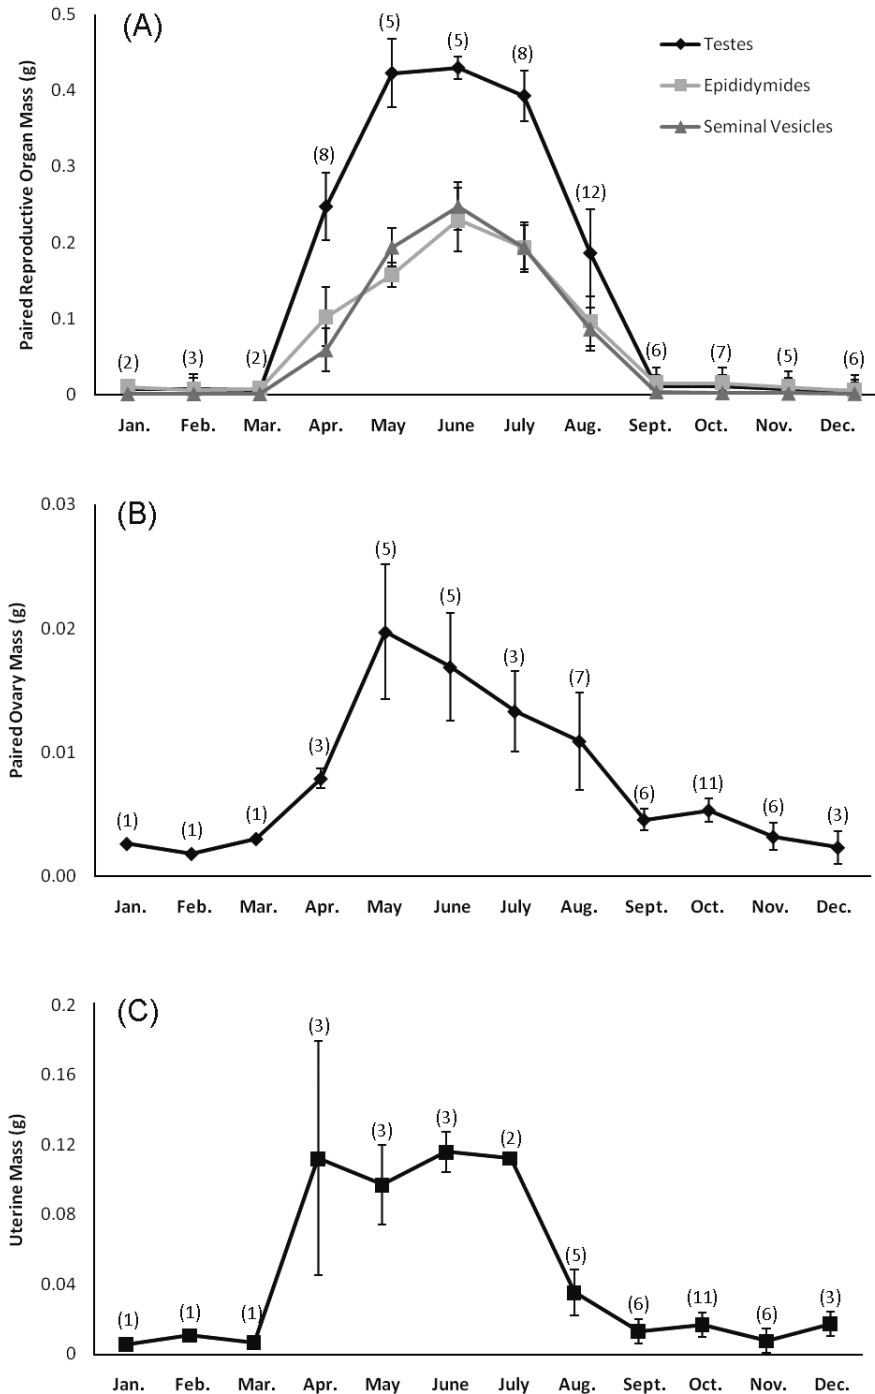 (A)
Paired Reproductive Organ Mass (g)
0.5
0.4
0.3
0.2
0.1
0
Testes
Epididymides
Seminal Vesicles
(2) (3) (2) (8) (5) (5) (8) (12) (6) (7) (5) (6)
Jan. Feb. Mar. Apr. May June July Aug. Sept. Oct. Nov. Dec.
(B)
Paired Ovary Mass (g)
0.03
0.02
0.01
0.00
(1) (1) (1) (3) (5) (5) (3) (7) (6) (11) (6) (3)
Jan. Feb. Mar. Apr. May June July Aug. Sept. Oct. Nov. Dec.
(C)
Uterine Mass (g)
0.2
0.16
0.12
0.08
0.04
0
(1) (1) (1) (3) (3) (3) (2) (5) (6) (11) (6) (3)
Jan. Feb. Mar. Apr. May June July Aug. Sept. Oct. Nov. Dec.